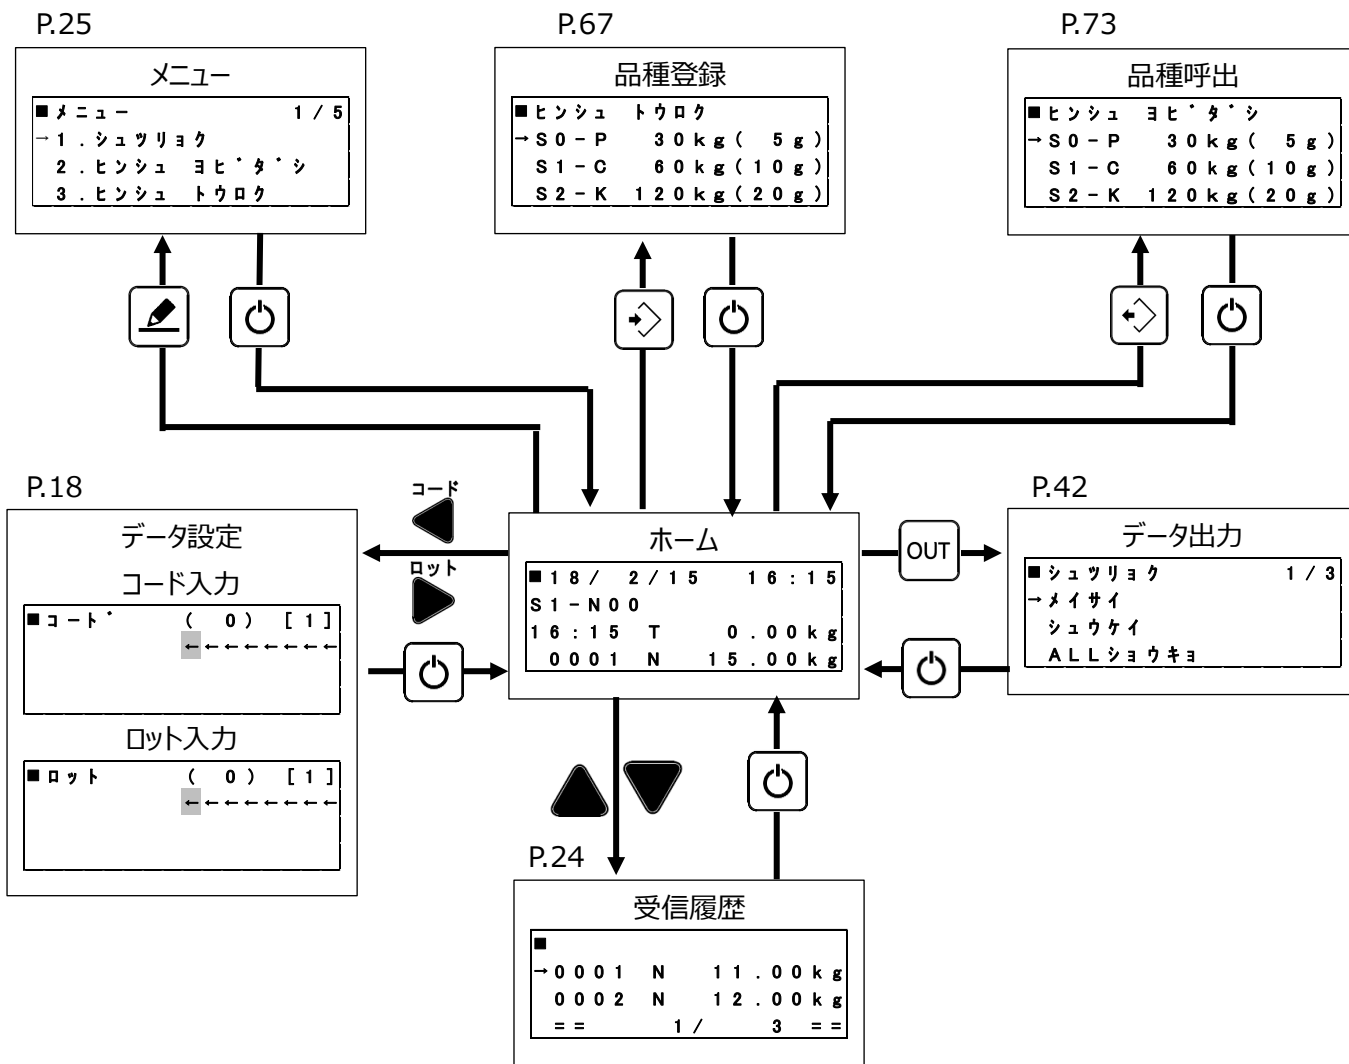 P.25
メニュー
■メニュー 1/5
→1.シュツリョク
2.ヒンシュ ヨビダシ
3.ヒンシュ トウロク
P.67
品種登録
■ヒンシュ トウロク
→S0-P 30kg( 5g)
S1-C 60kg(10g)
S2-K 120kg(20g)
P.73
品種呼出
■ヒンシュ ヨビダシ
→S0-P 30kg( 5g)
S1-C 60kg(10g)
S2-K 120kg(20g)
P.18
データ設定
コード入力
■コード ( 0) [1]
←←←←←←←←
ロット入力
■ロット ( 0) [1]
←←←←←←←←
コード
ロット
ホーム
■18/ 2/15 16:15
S1-N00
16:15 T 0.00kg
0001 N 15.00kg
OUT
P.42
データ出力
■シュツリョク 1/3
→メイサイ
シュウケイ
ALLショウキョ
P.24
受信履歴
■
→0001 N 11.00kg
0002 N 12.00kg
== 1/ 3 ==